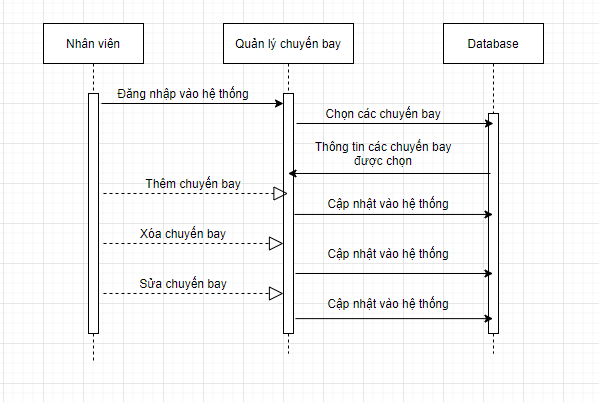 Nhân viên
Quản lý chuyến bay
Database
Đăng nhập vào hệ thống
Chọn các chuyến bay
Thông tin các chuyến bay
được chọn
Thêm chuyến bay
Cập nhật vào hệ thống
Xóa chuyến bay
Cập nhật vào hệ thống
Sửa chuyến bay
Cập nhật vào hệ thống